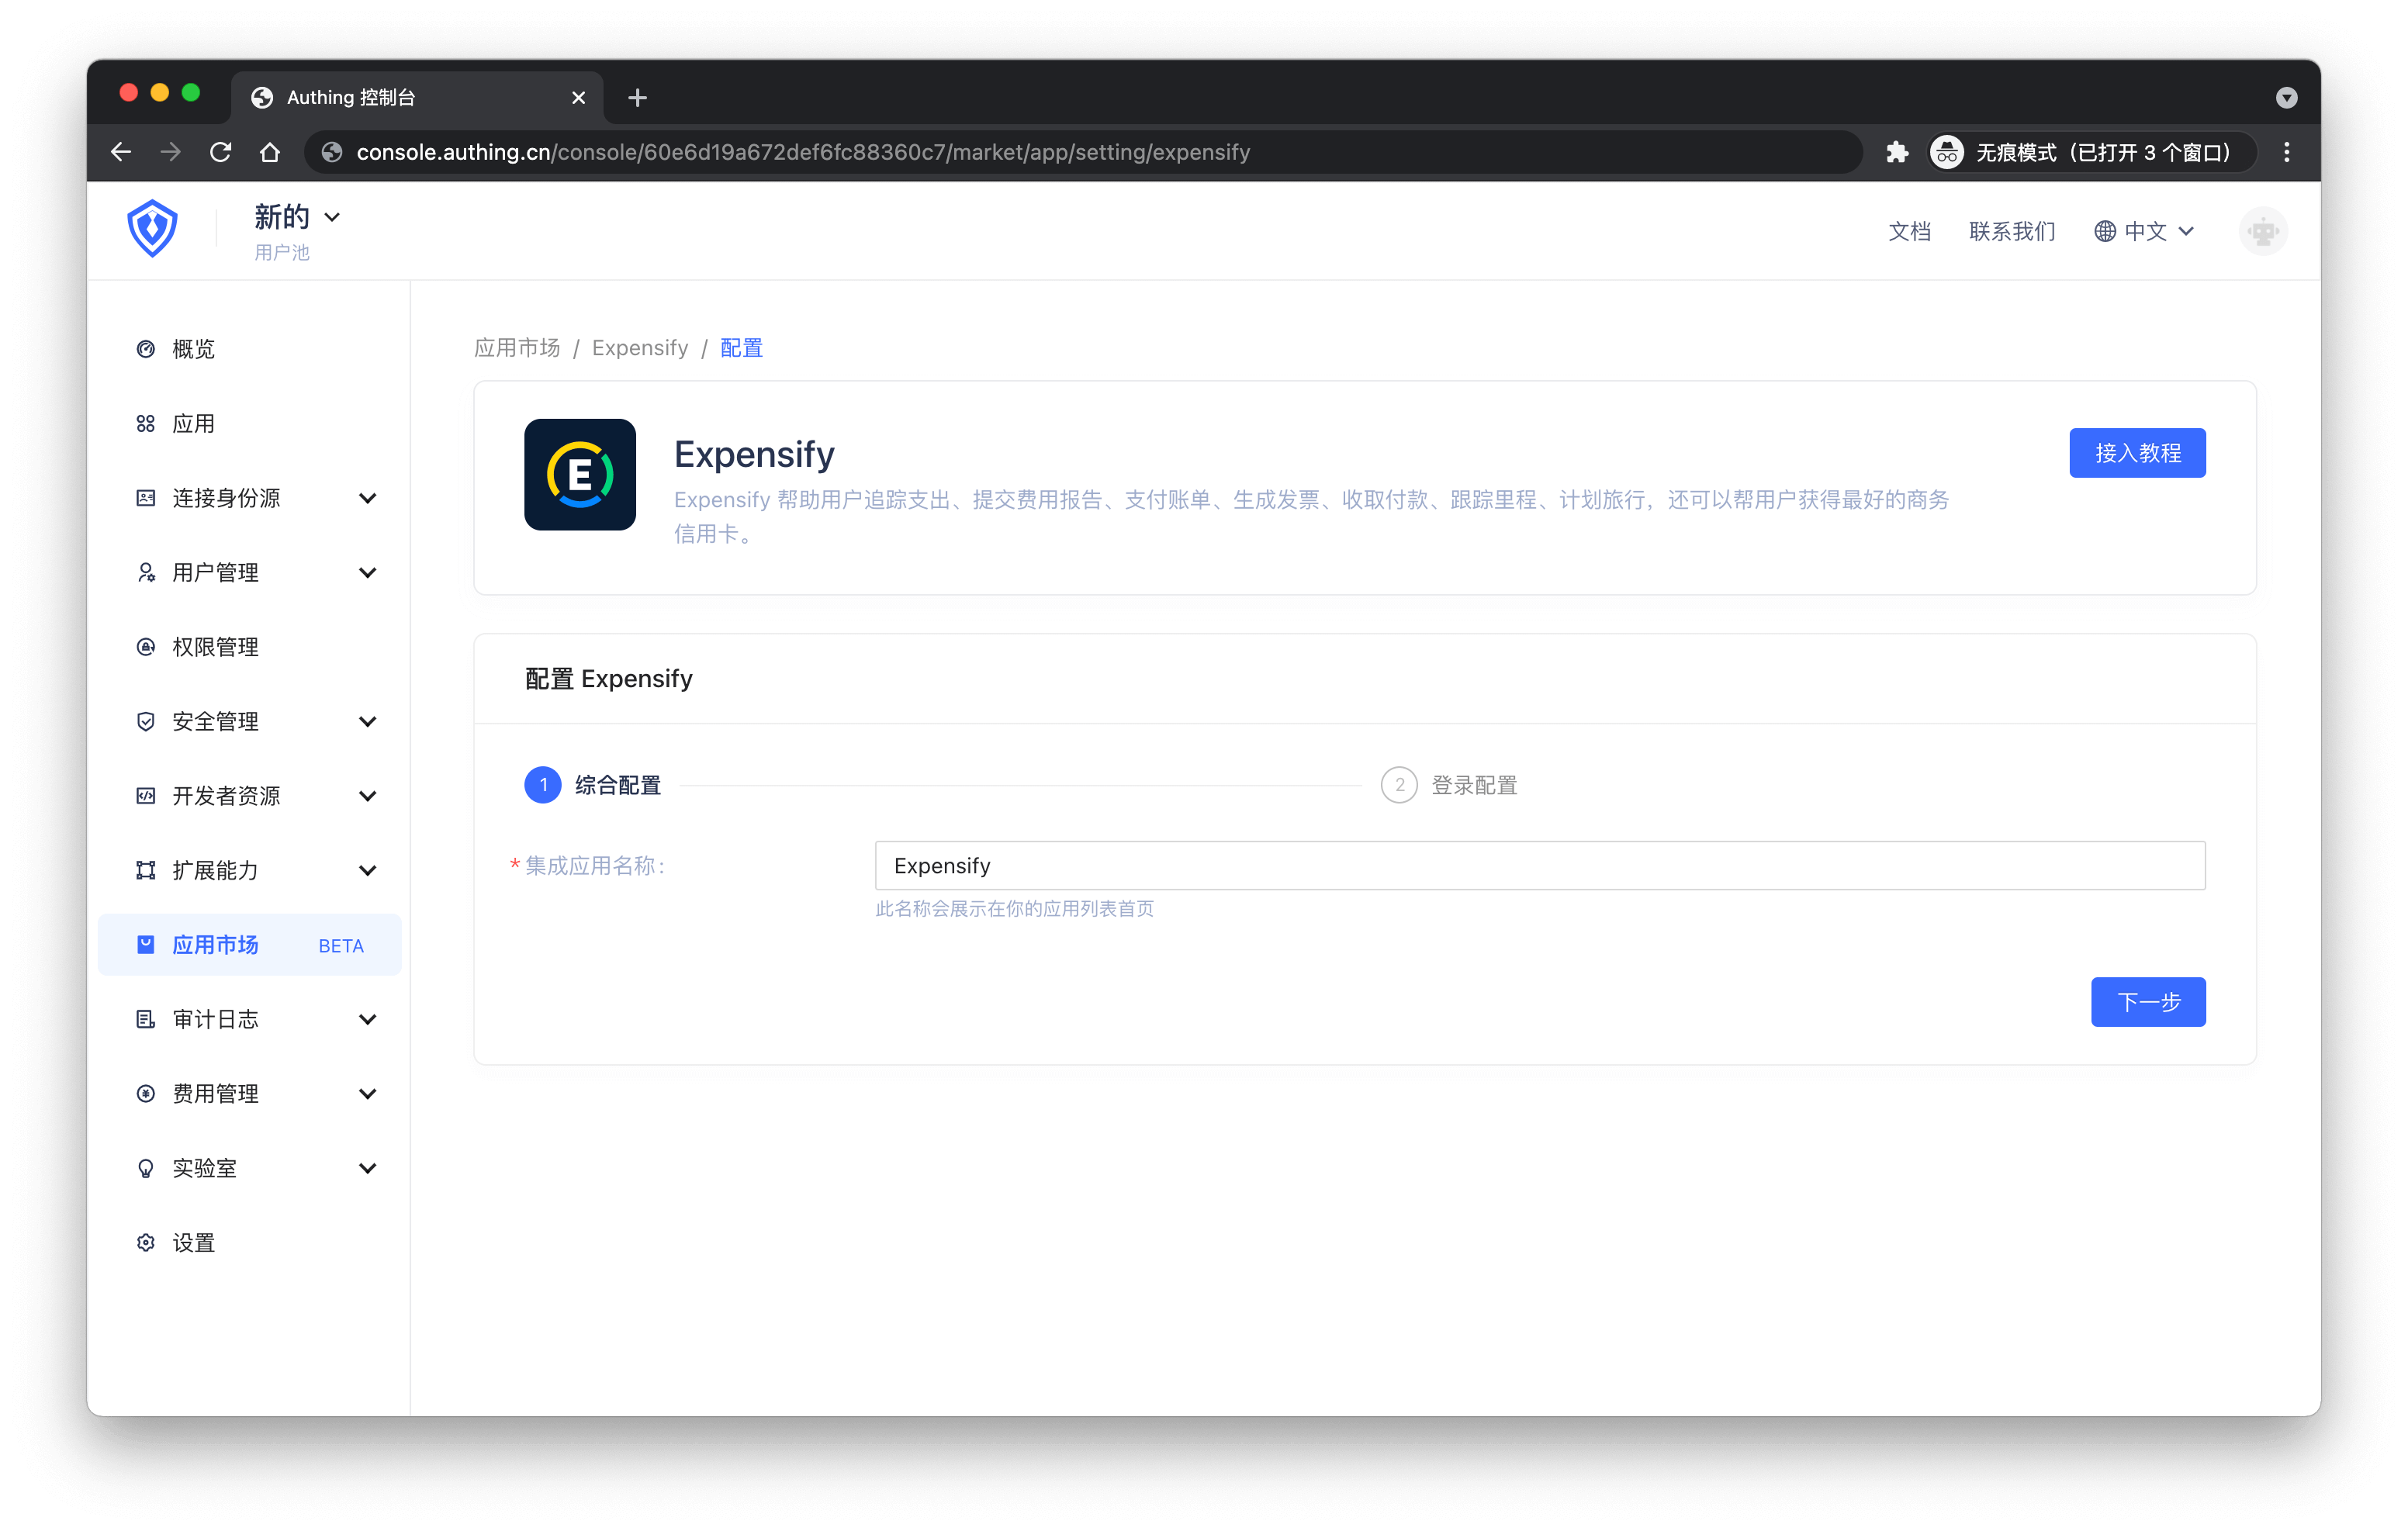 Authing 控制台
console.authing.cn/console/60e6d19a672def6fc88360c7/market/app/setting/expensify
无痕模式（已打开 3 个窗口）
新的
用户池
文档
联系我们
中文
概览
应用
连接身份源
用户管理
权限管理
安全管理
开发者资源
扩展能力
应用市场 BETA
审计日志
费用管理
实验室
设置
应用市场 / Expensify / 配置
E
Expensify
接入教程
Expensify 帮助用户追踪支出、提交费用报告、支付账单、生成发票、收取付款、跟踪里程、计划旅行，还可以帮用户获得最好的商务
信用卡。
配置 Expensify
1 综合配置
2 登录配置
* 集成应用名称：
Expensify
此名称会展示在你的应用列表首页
下一步